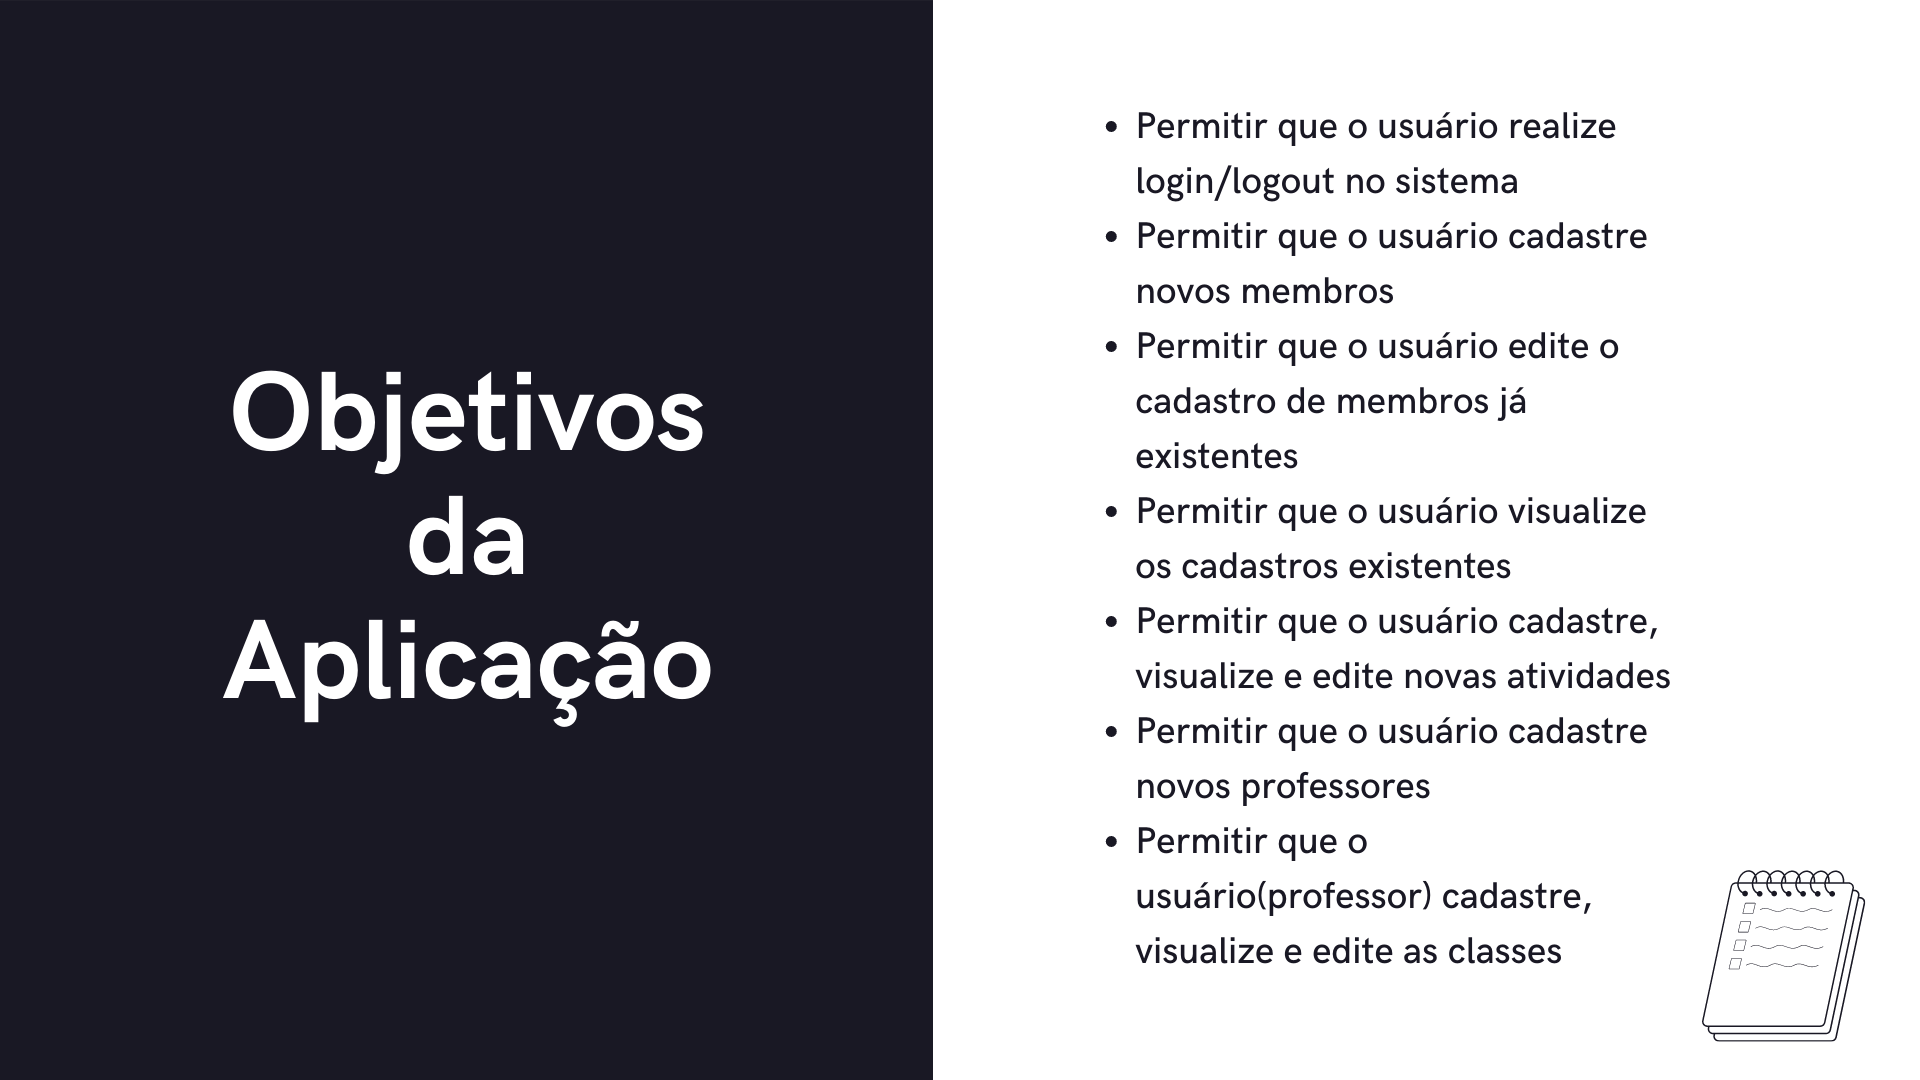 Objetivos
da
Aplicação
• Permitir que o usuário realize
login/logout no sistema
• Permitir que o usuário cadastre
novos membros
• Permitir que o usuário edite o
cadastro de membros já
existentes
• Permitir que o usuário visualize
os cadastros existentes
• Permitir que o usuário cadastre,
visualize e edite novas atividades
• Permitir que o usuário cadastre
novos professores
• Permitir que o
usuário(professor) cadastre,
visualize e edite as classes